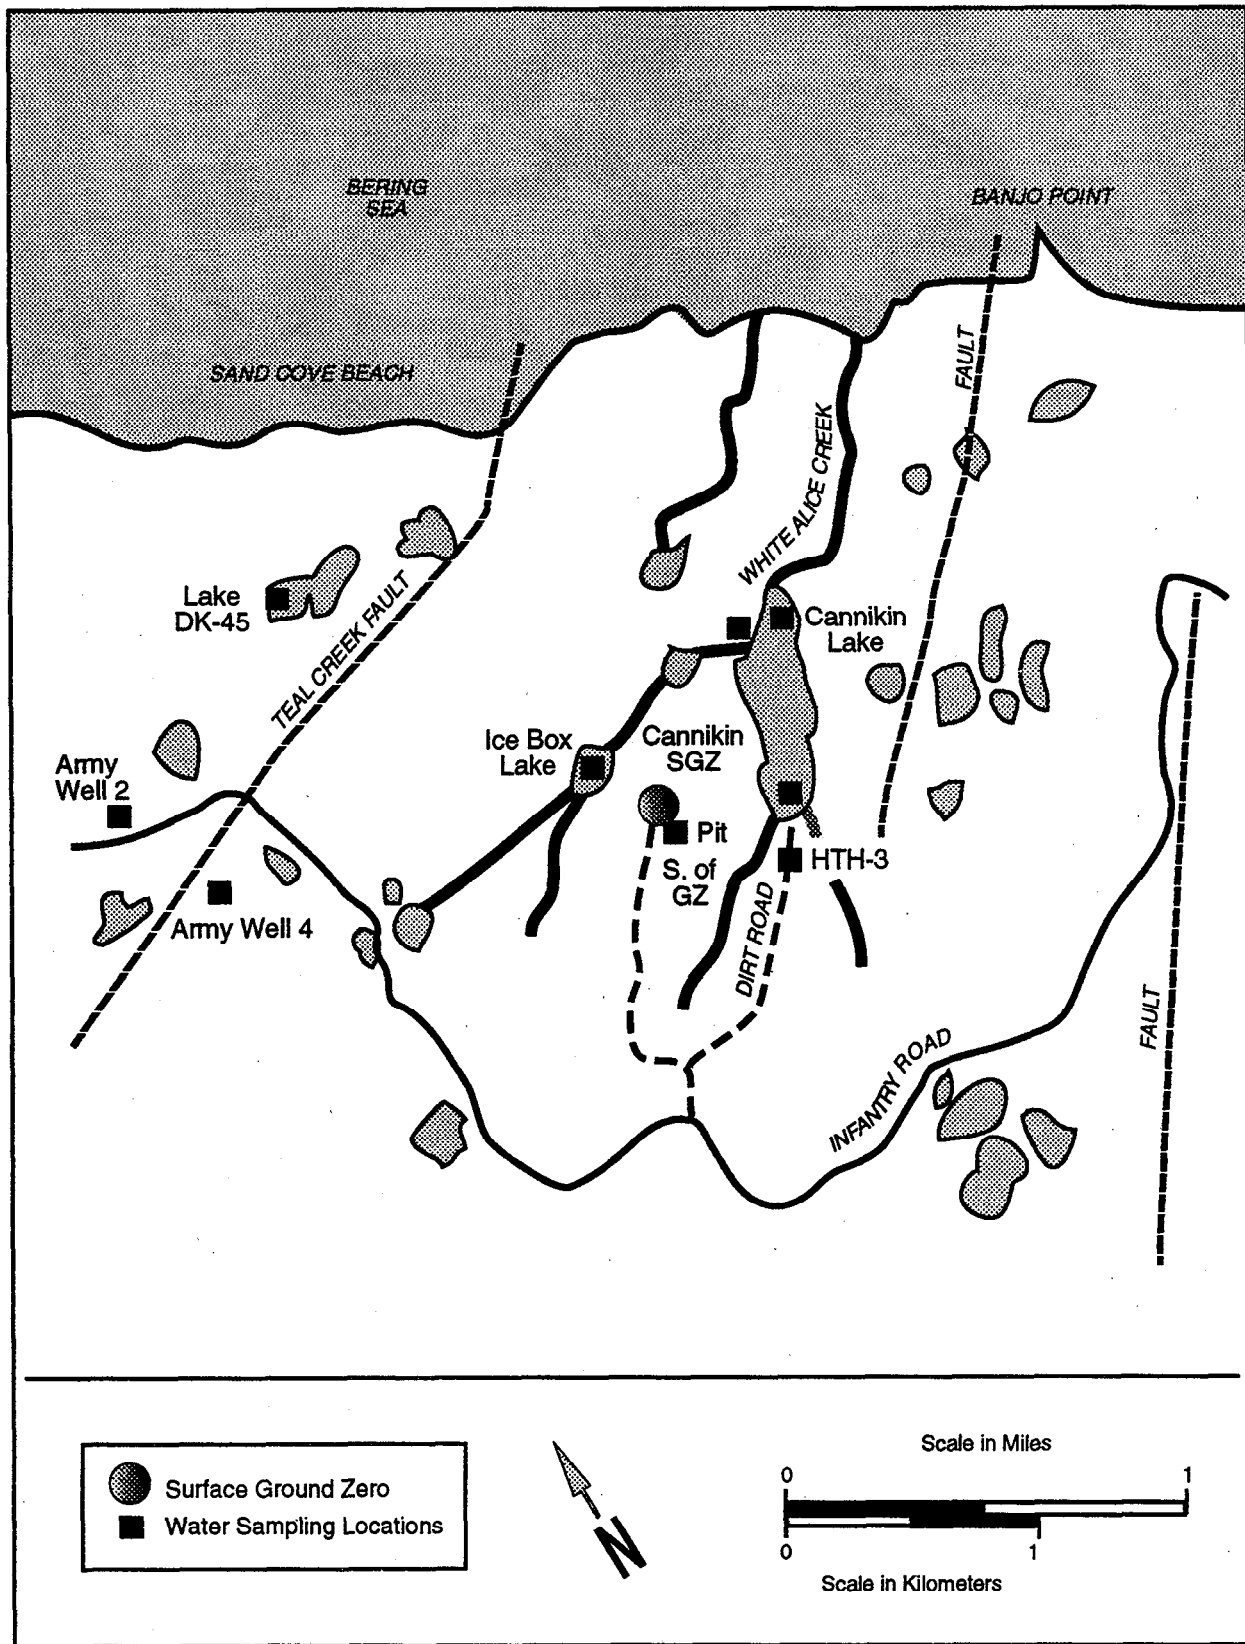 BERING
SEA
BANJO POINT
SAND COVE BEACH
FAULT
WHITE ALICE CREEK
Lake
DK-45
TEAL CREEK FAULT
Cannikin
Lake
Ice Box
Lake
Cannikin
SGZ
Army
Well 2
Pit
S. of
GZ
HTH-3
Army Well 4
DIRT ROAD
FAULT
INFANTRY ROAD
Surface Ground Zero
Water Sampling Locations
N
Scale in Miles
0 1
0 1
Scale in Kilometers